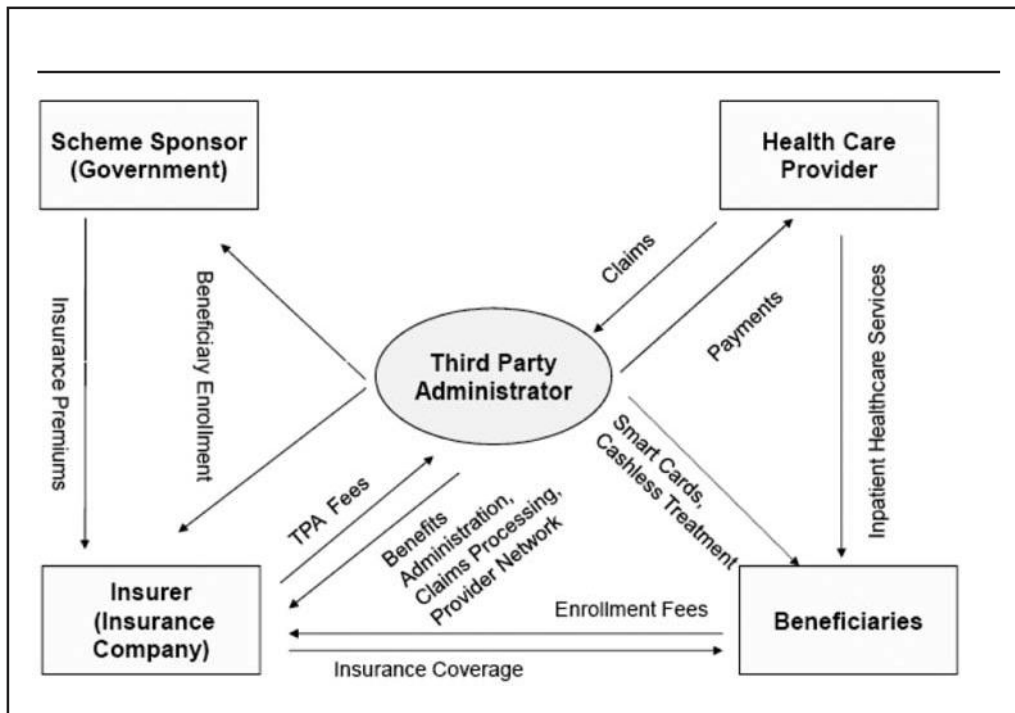 Scheme Sponsor
(Government)
Health Care
Provider
Claims
Payments
Insurance Premiums
Beneficiary Enrollment
Third Party
Administrator
Inpatient Healthcare Services
Smart Cards,
Cashless Treatment
TPA Fees
Benefits
Administration,
Claims Processing,
Provider Network
Insurer
(Insurance
Company)
Enrollment Fees
Insurance Coverage
Beneficiaries